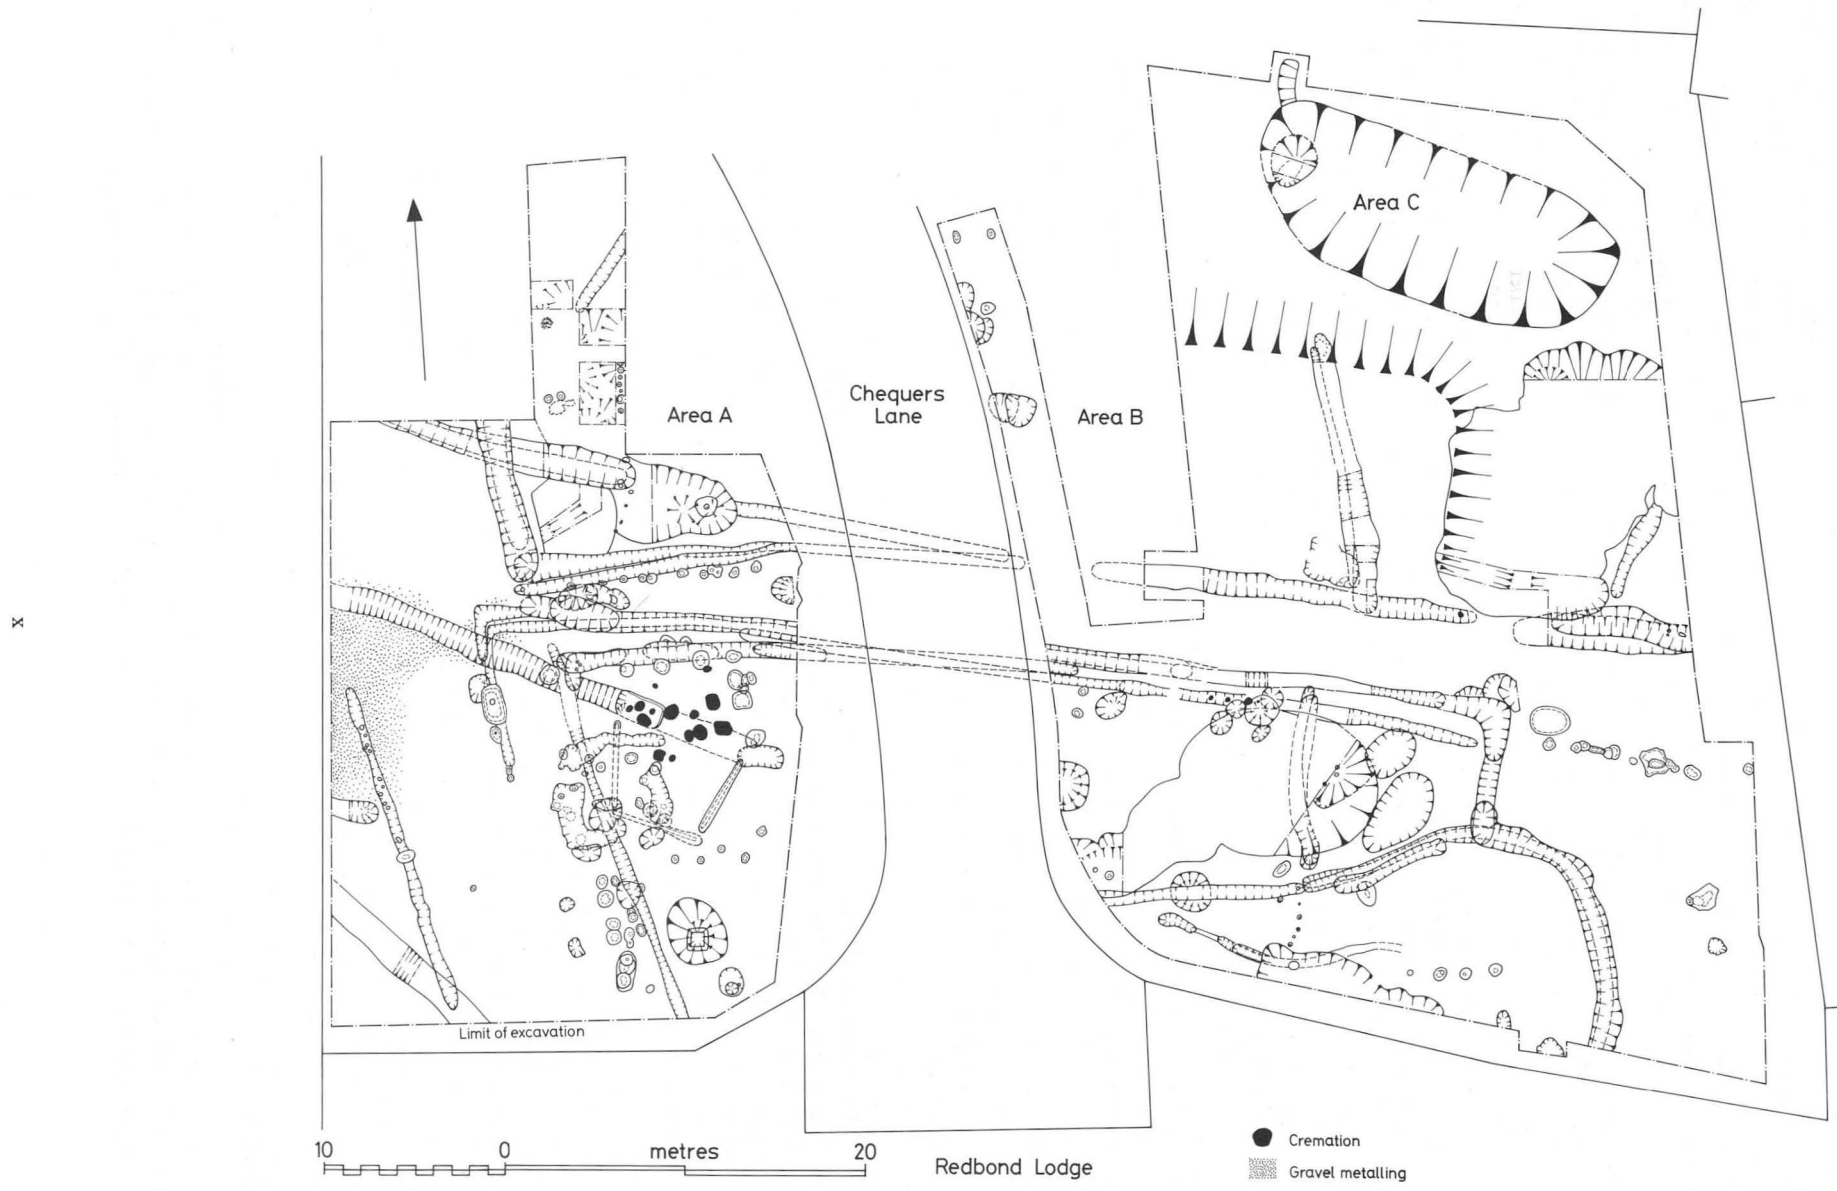 Area C
Chequers
Lane
Area A
Area B
x
Limit of excavation
10 0 metres 20
Redbond Lodge
Cremation
Gravel metalling